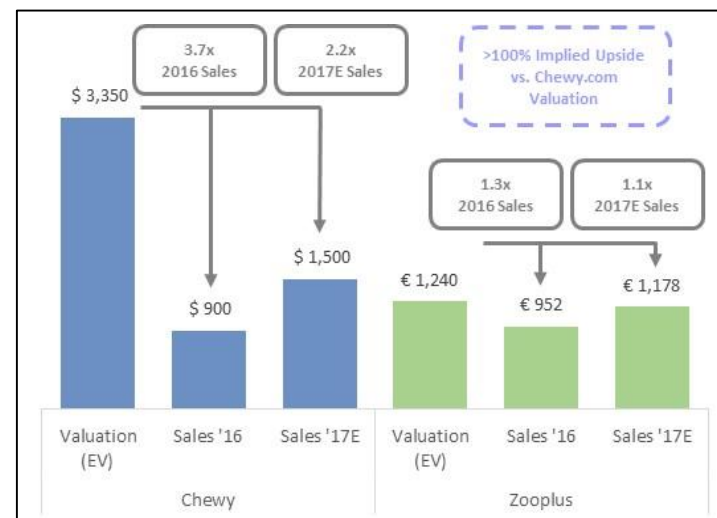 3.7x
2016 Sales
2.2x
2017E Sales
>100% Implied Upside
vs. Chewy.com
Valuation
$ 3,350
$ 900
$ 1,500
1.3x
2016 Sales
1.1x
2017E Sales
€ 1,240
€ 952
€ 1,178
Valuation
(EV)
Sales '16
Sales '17E
Valuation
(EV)
Sales '16
Sales '17E
Chewy
Zooplus